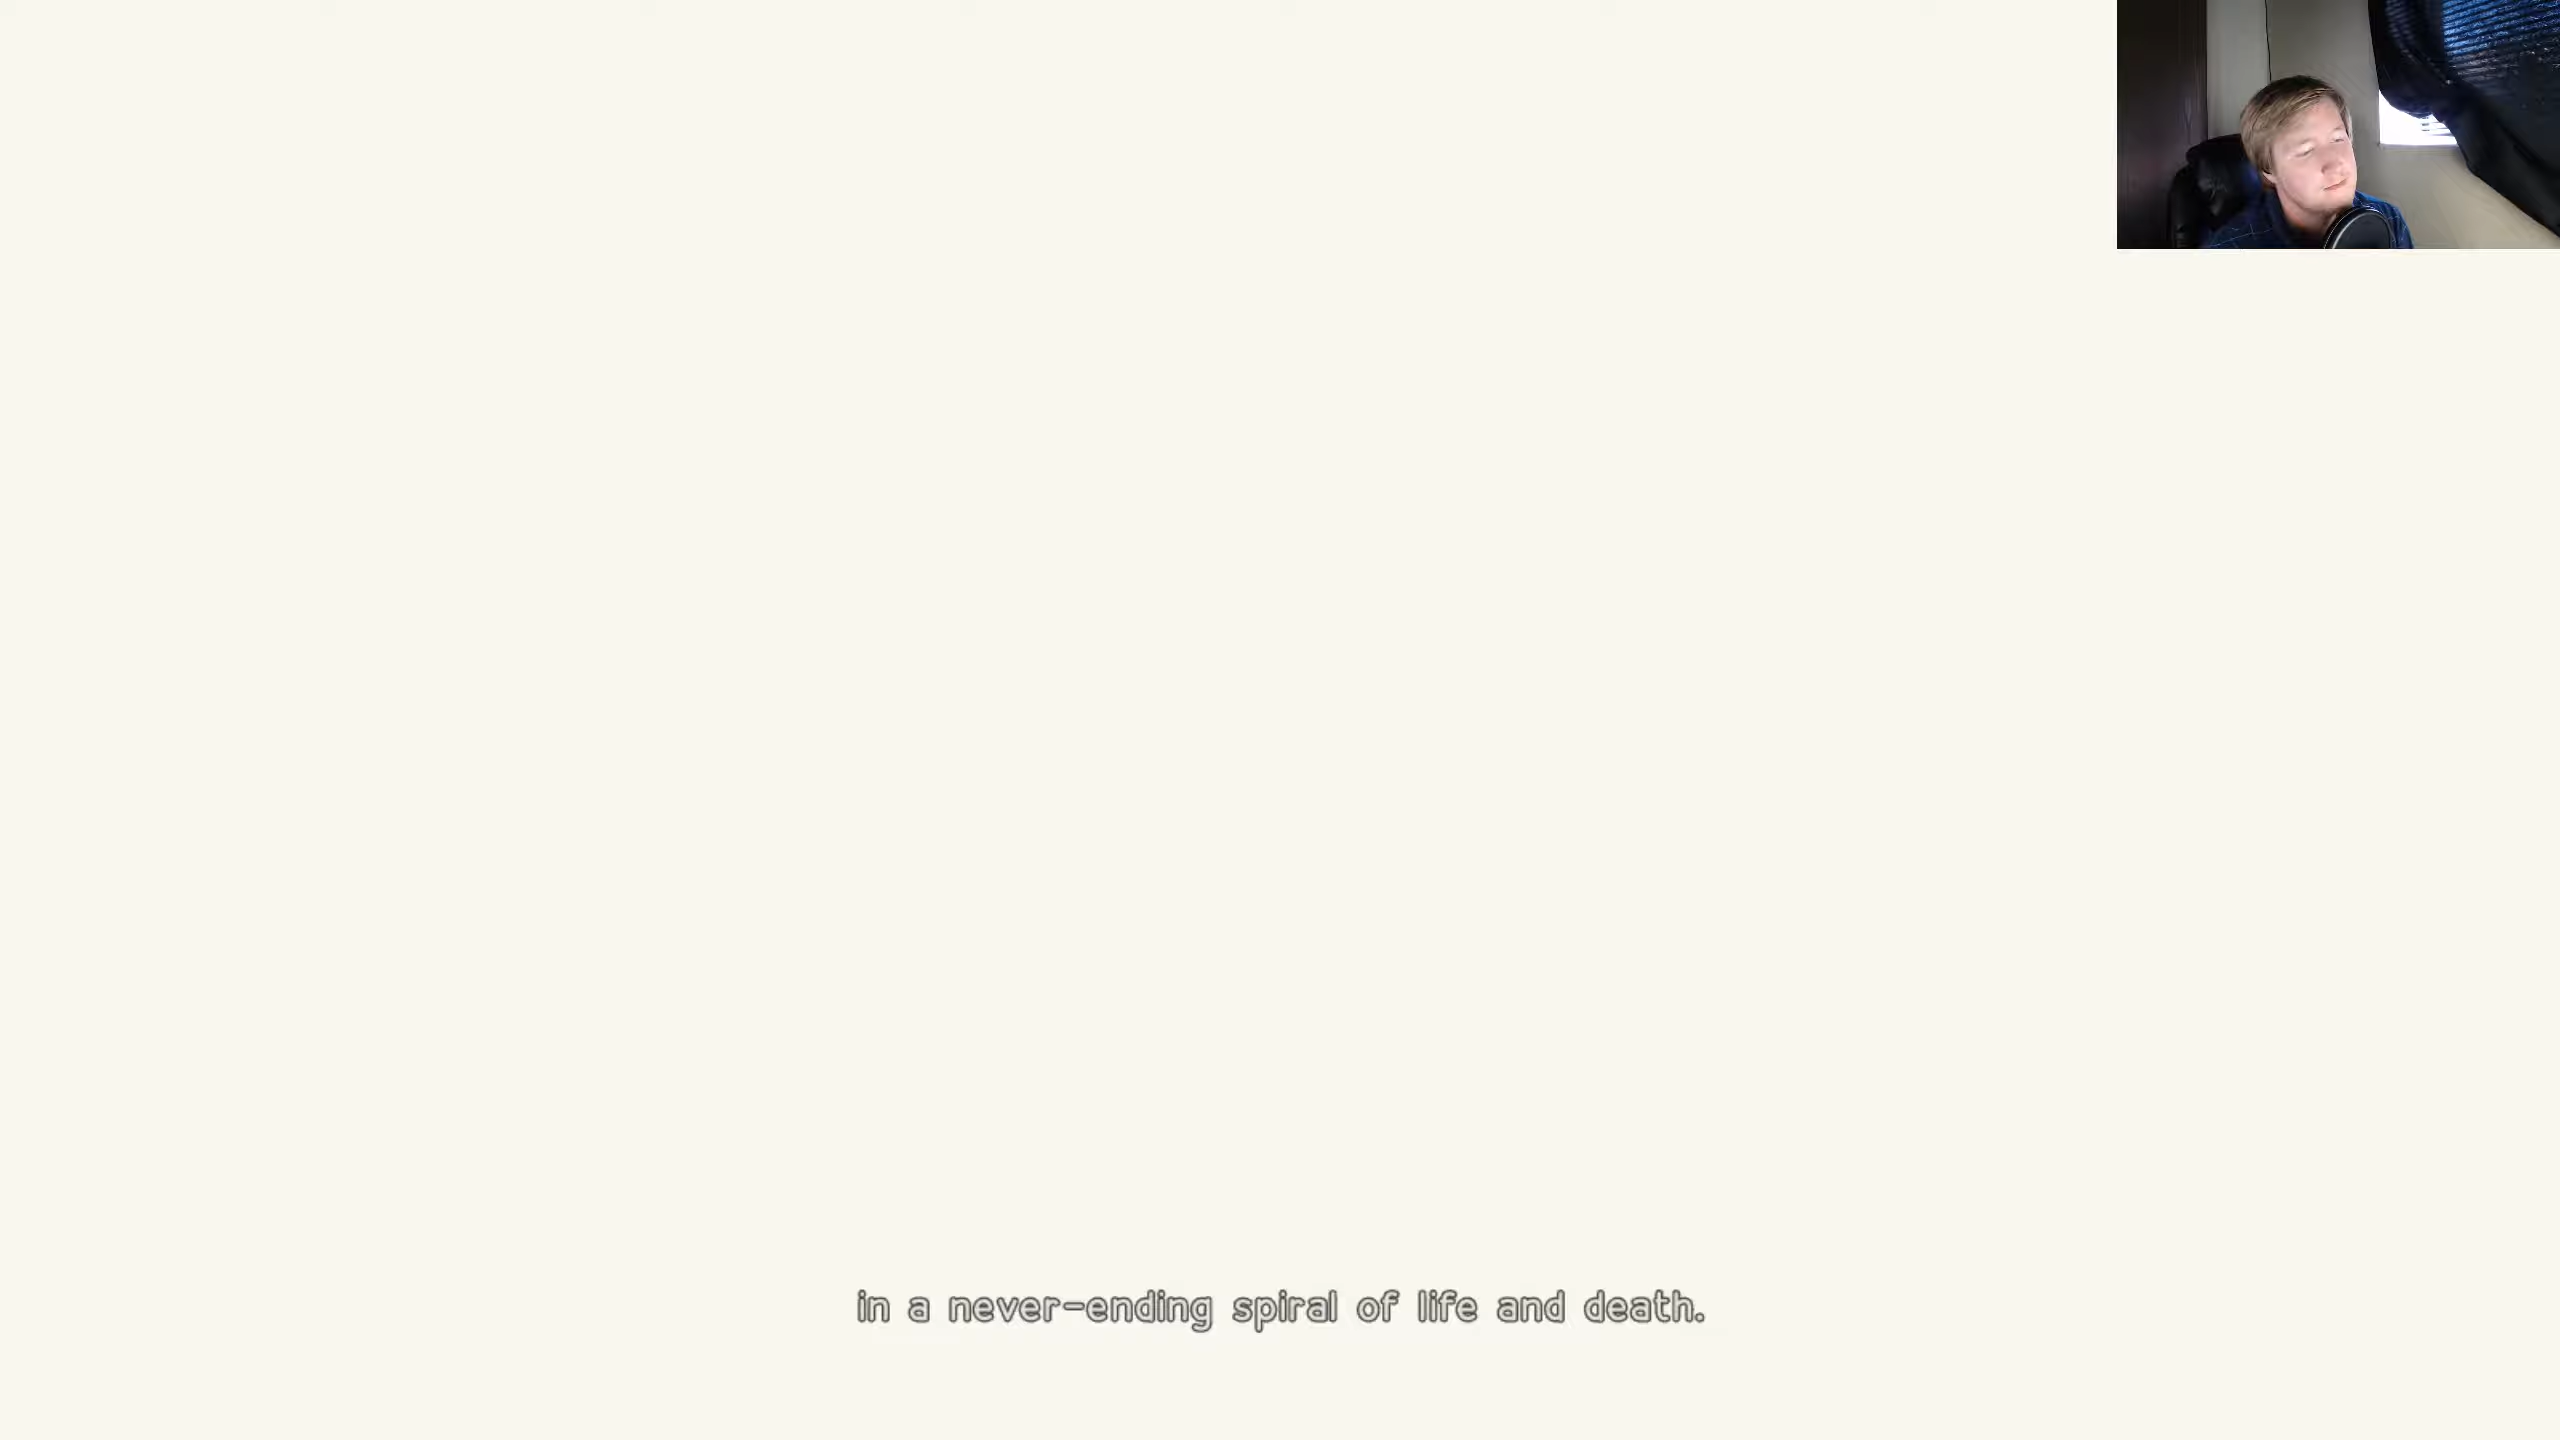 in a never-ending spiral of life and death.